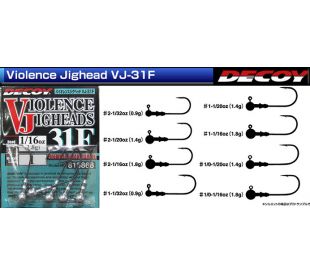 Violence Jighead VJ-31F
DECOY
VIOLENCE
JIGHEADS
31F
1/16oz
#2-1/32oz (0.9g)
#2-1/20oz (1.4g)
#2-1/16oz (1.8g)
#1-1/32oz (0.9g)
#1-1/20oz (1.4g)
#1-1/16oz (1.8g)
#1/0-1/20oz (1.4g)
#1/0-1/16oz (1.8g)